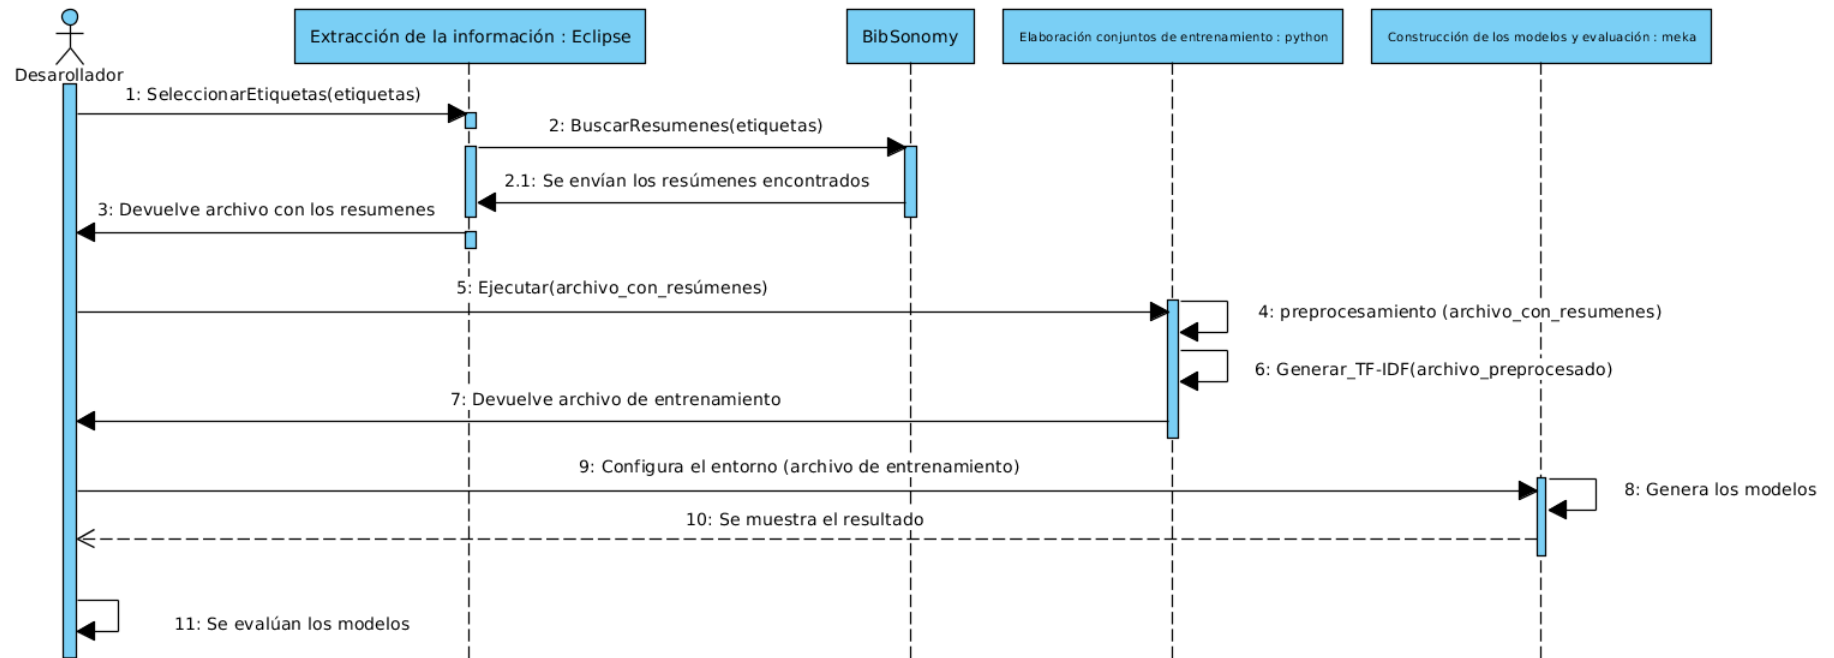 Desarollador
Extracción de la información : Eclipse
BibSonomy
Elaboración conjuntos de entrenamiento : python
Construcción de los modelos y evaluación : meka
1: SeleccionarEtiquetas(etiquetas)
2: BuscarResumenes(etiquetas)
2.1: Se envían los resúmenes encontrados
3: Devuelve archivo con los resumenes
5: Ejecutar(archivo_con_resúmenes)
4: preprocesamiento (archivo_con_resumenes)
6: Generar_TF-IDF(archivo_preprocesado)
7: Devuelve archivo de entrenamiento
9: Configura el entorno (archivo de entrenamiento)
8: Genera los modelos
10: Se muestra el resultado
11: Se evalúan los modelos